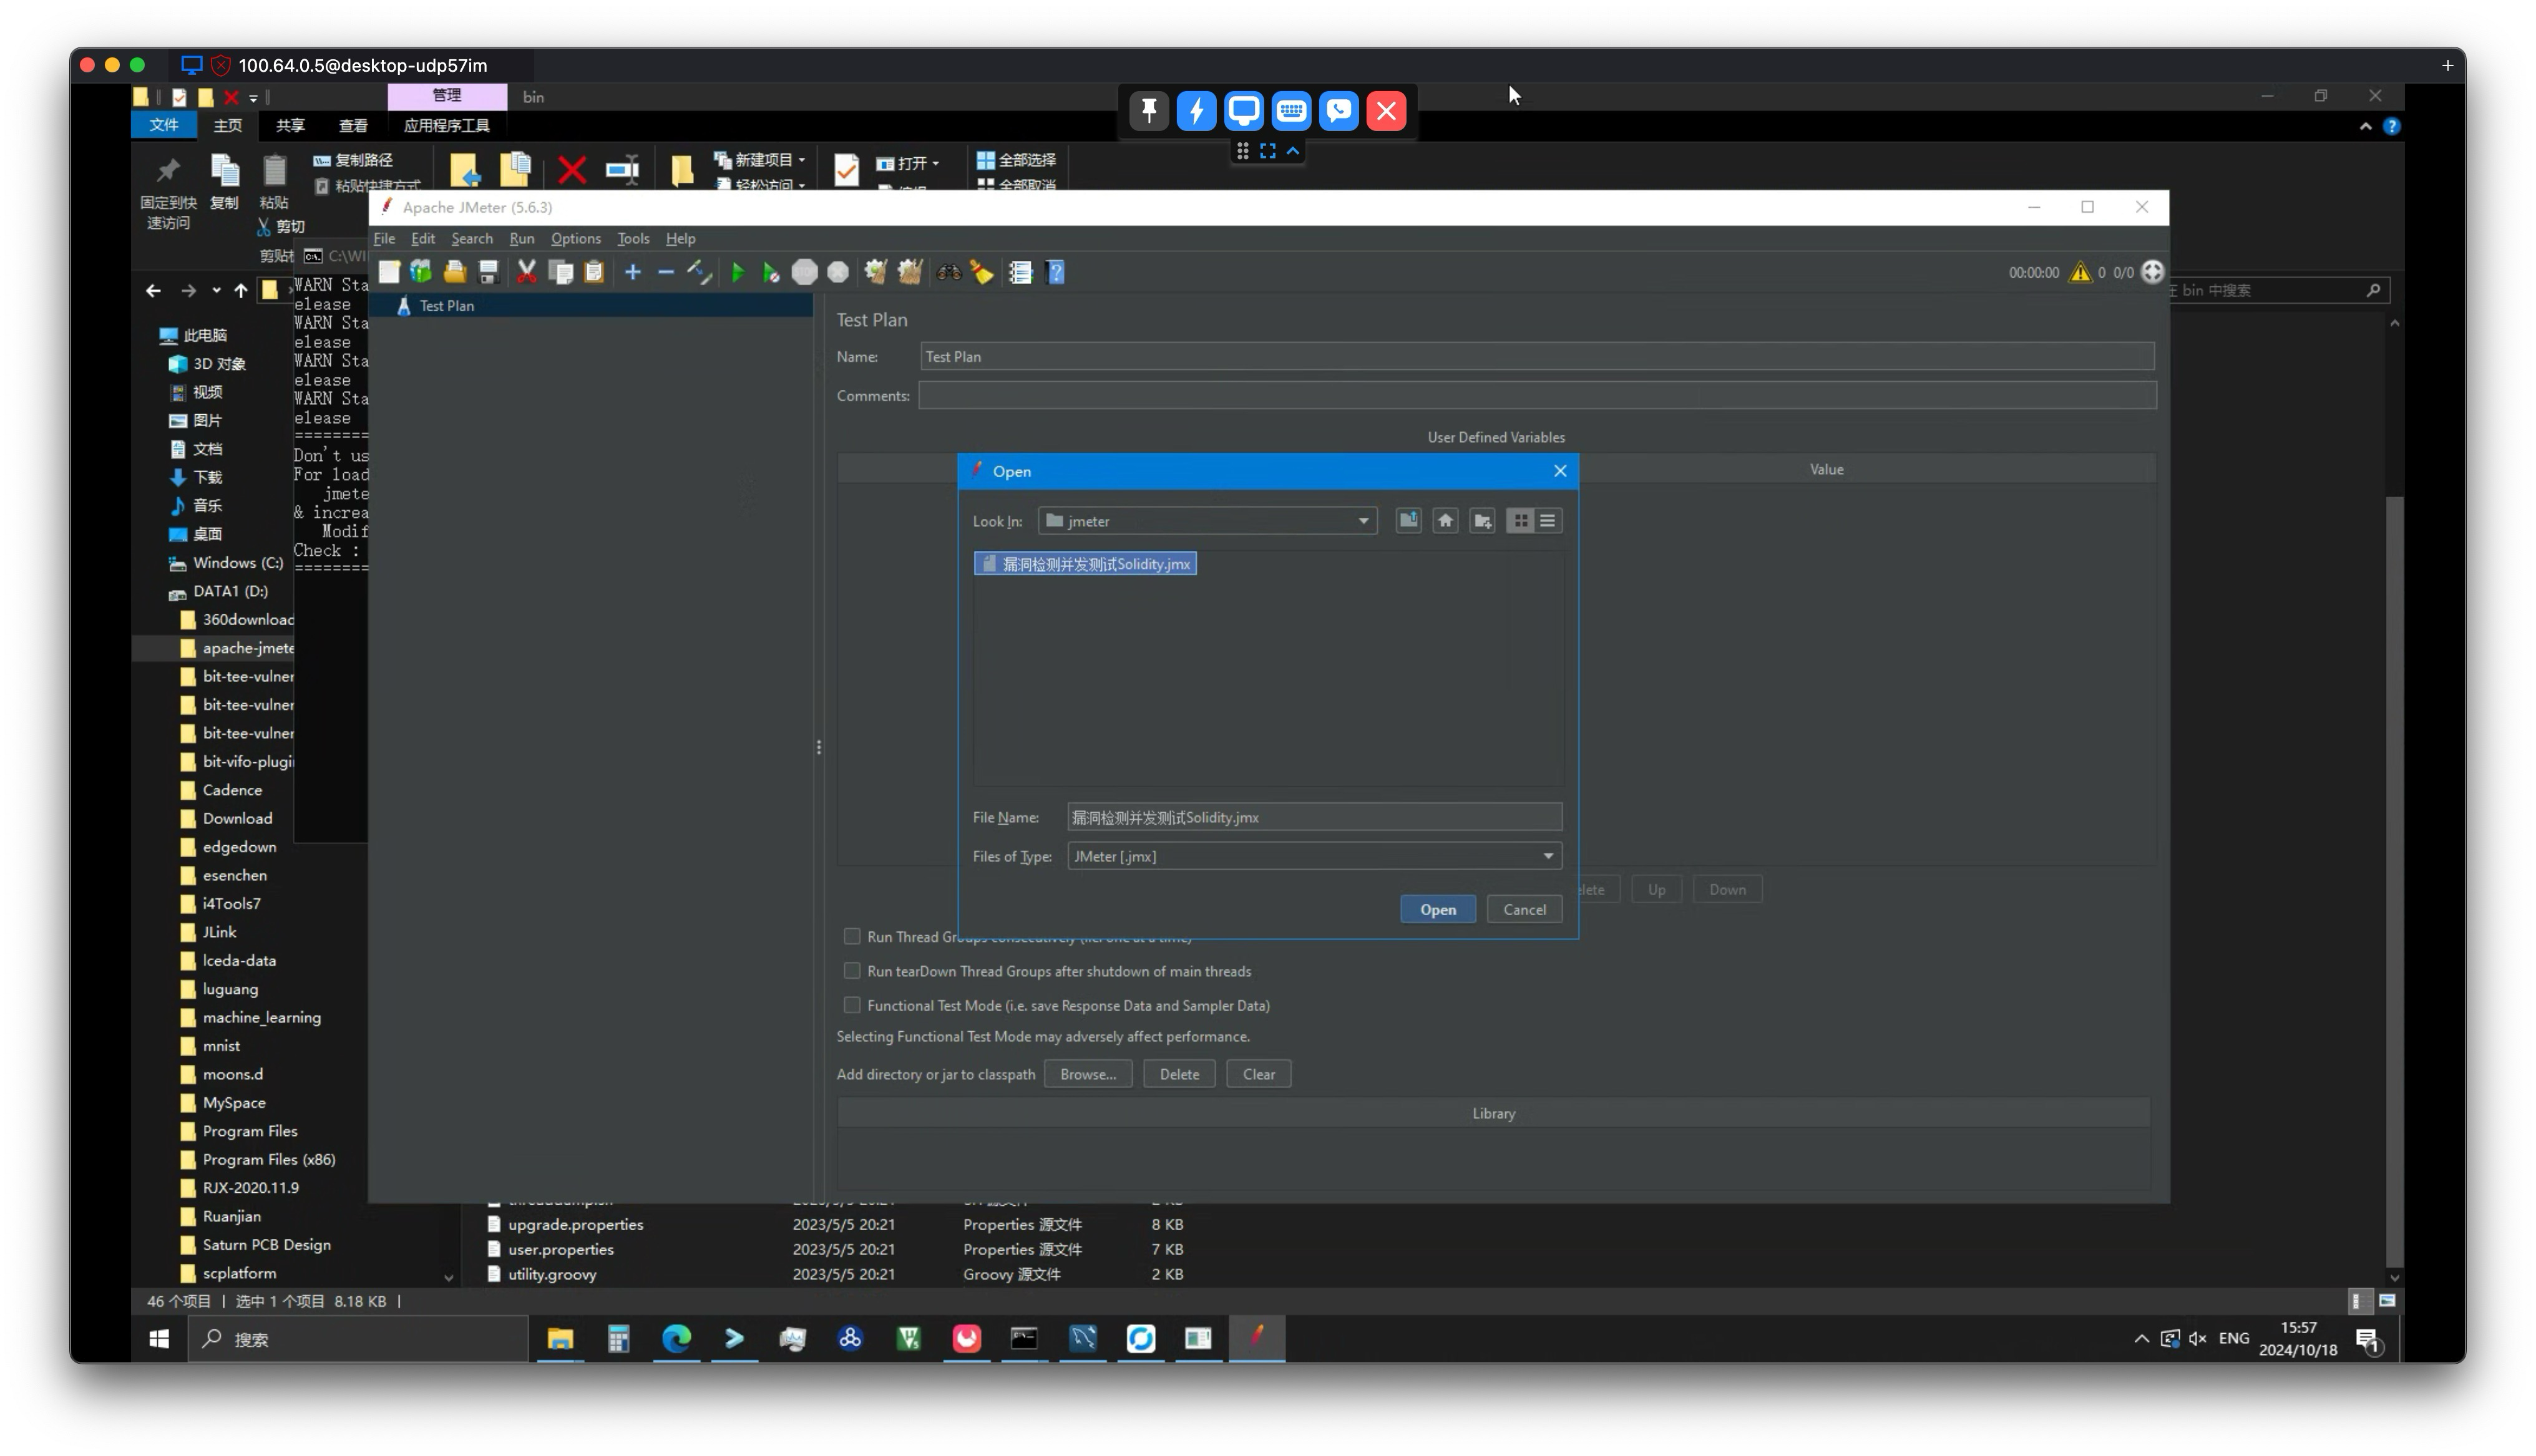 100.64.0.5@desktop-udp57im
管理 bin
文件 主页 共享 查看 应用程序工具
固定到快速访问
复制
粘贴
复制路径
粘贴快捷方式
剪切
新建项目
轻松访问
打开
全部选择
全部取消
Apache JMeter (5.6.3)
File Edit Search Run Options Tools Help
00:00:00 0 0/0
bin 中搜索
此电脑
3D 对象
视频
图片
文档
下载
音乐
桌面
Windows (C:)
DATA1 (D:)
360download
apache-jmete
bit-tee-vulner
bit-tee-vulner
bit-tee-vulner
bit-vifo-plugi
Cadence
Download
edgedown
esenchen
i4Tools7
JLink
lceda-data
luguang
machine_learning
mnist
moons.d
MySpace
Program Files
Program Files (x86)
RJX-2020.11.9
Ruanjian
Saturn PCB Design
scplatform
C:\WI
WARN Sta
elease
WARN Sta
elease
WARN Sta
elease
WARN Sta
elease
========
Don't us
For load
jmete
& increa
Modif
Check :
========
Test Plan
Test Plan
Name: Test Plan
Comments:
User Defined Variables
Value
Open
Look In: jmeter
漏洞检测并发测试Solidity.jmx
File Name: 漏洞检测并发测试Solidity.jmx
Files of Type: JMeter [.jmx]
Open Cancel
elete Up Down
Run Thread Groups consecutively (i.e. one at a time)
Run tearDown Thread Groups after shutdown of main threads
Functional Test Mode (i.e. save Response Data and Sampler Data)
Selecting Functional Test Mode may adversely affect performance.
Add directory or jar to classpath Browse... Delete Clear
Library
upgrade.properties 2023/5/5 20:21 Properties 源文件 8 KB
user.properties 2023/5/5 20:21 Properties 源文件 7 KB
utility.groovy 2023/5/5 20:21 Groovy 源文件 2 KB
46 个项目 选中 1 个项目 8.18 KB
搜索
ENG
15:57
2024/10/18
1